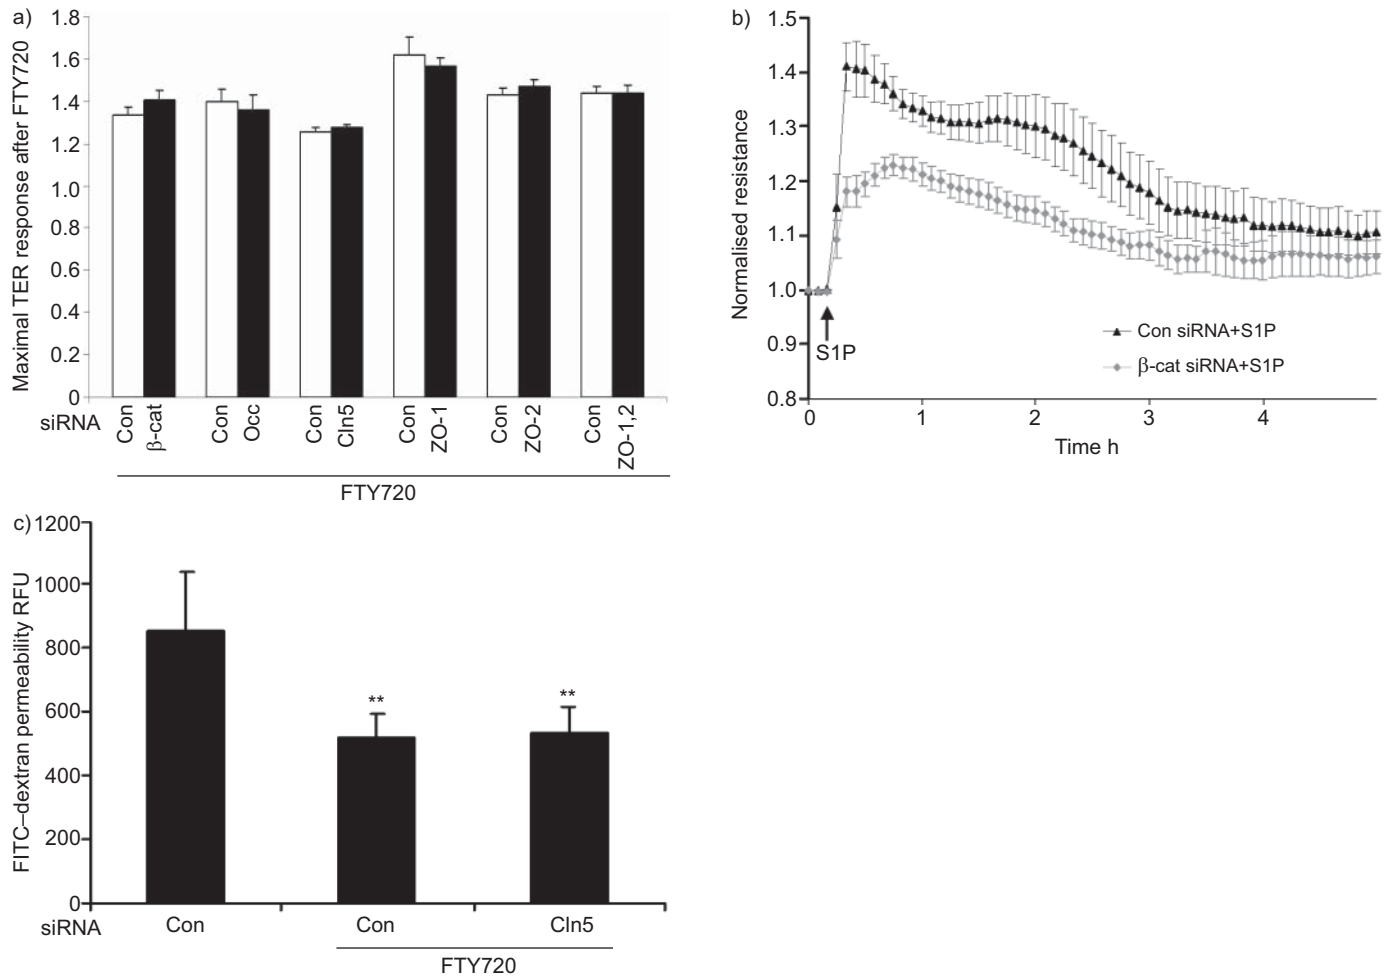 a)
Maximal TER response after FTY720
1.8
1.6
1.4
1.2
1.0
0.8
0.6
0.4
0.2
0
siRNA
Con
β-cat
Con
Occ
Con
Cln5
Con
ZO-1
Con
ZO-2
Con
ZO-1,2
FTY720
b)
Normalised resistance
1.5
1.4
1.3
1.2
1.1
1.0
0.9
0.8
S1P
Con siRNA+S1P
β-cat siRNA+S1P
0 1 2 3 4
Time h
c)
FITC–dextran permeability RFU
1200
1000
800
600
400
200
0
**
**
siRNA
Con
Con
Cln5
FTY720